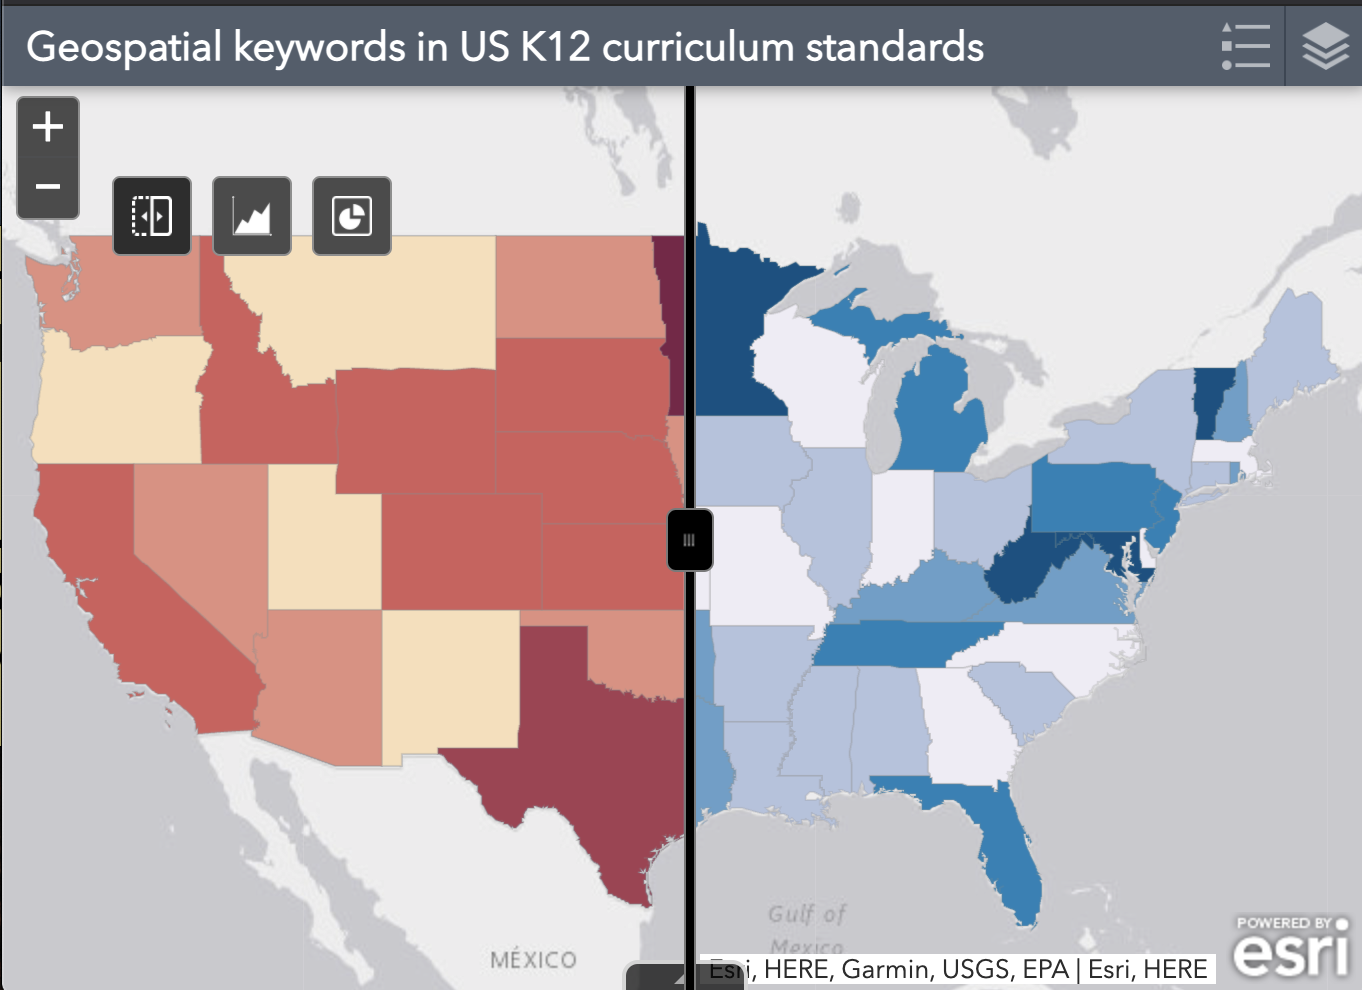 Geospatial keywords in US K12 curriculum standards
+
−
MÉXICO
Gulf of
Mexico
POWERED BY
esri
Esri, HERE, Garmin, USGS, EPA | Esri, HERE